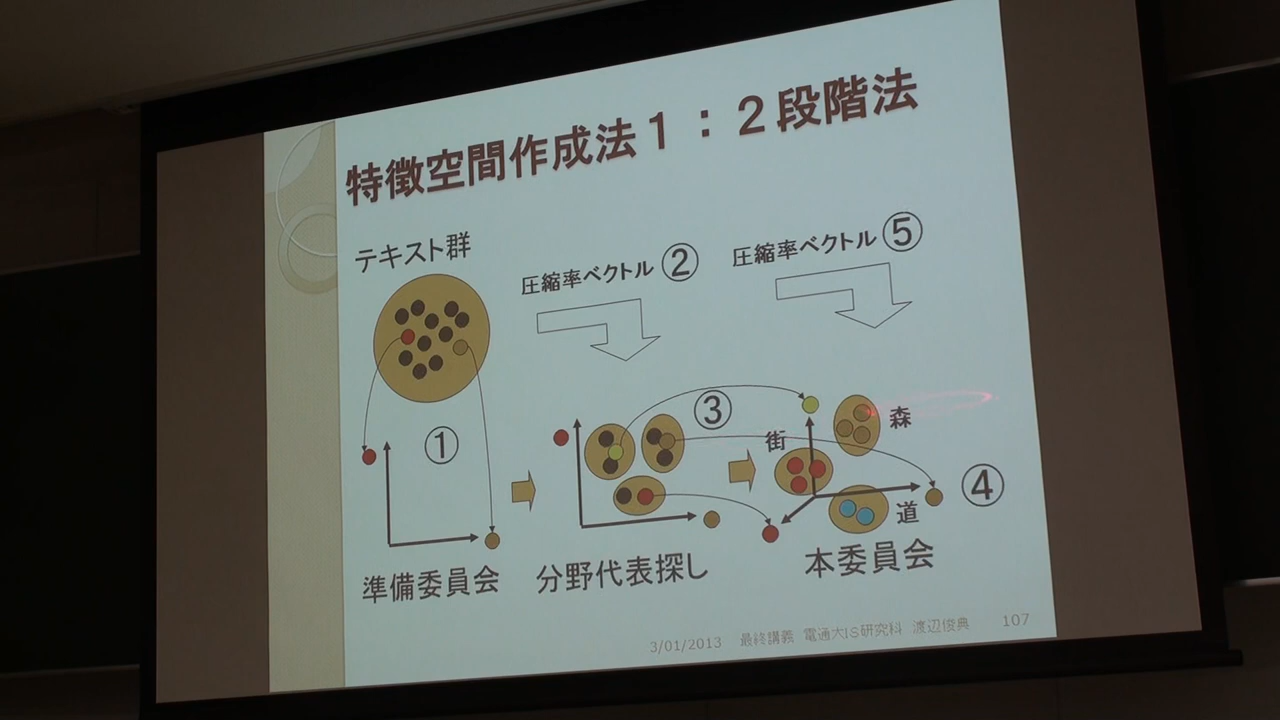 特徴空間作成法１：２段階法
テキスト群
圧縮率ベクトル ②
圧縮率ベクトル ⑤
①
③
街
森
④
道
準備委員会
分野代表探し
本委員会
3/01/2013 最終講義 電通大IS研究科 渡辺俊典 107